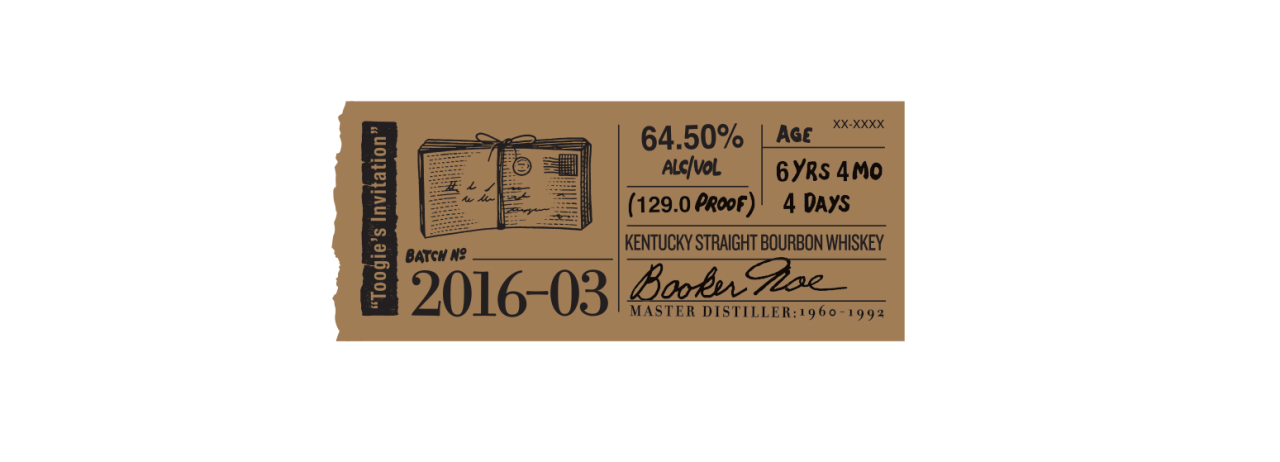 "Toogie's Invitation"
BATCH Nº
2016-03
64.50%
ALC/VOL
(129.0 PROOF)
AGE
XX-XXXX
6 YRS 4 MO
4 DAYS
KENTUCKY STRAIGHT BOURBON WHISKEY
Booker Noe
MASTER DISTILLER: 1960-1992